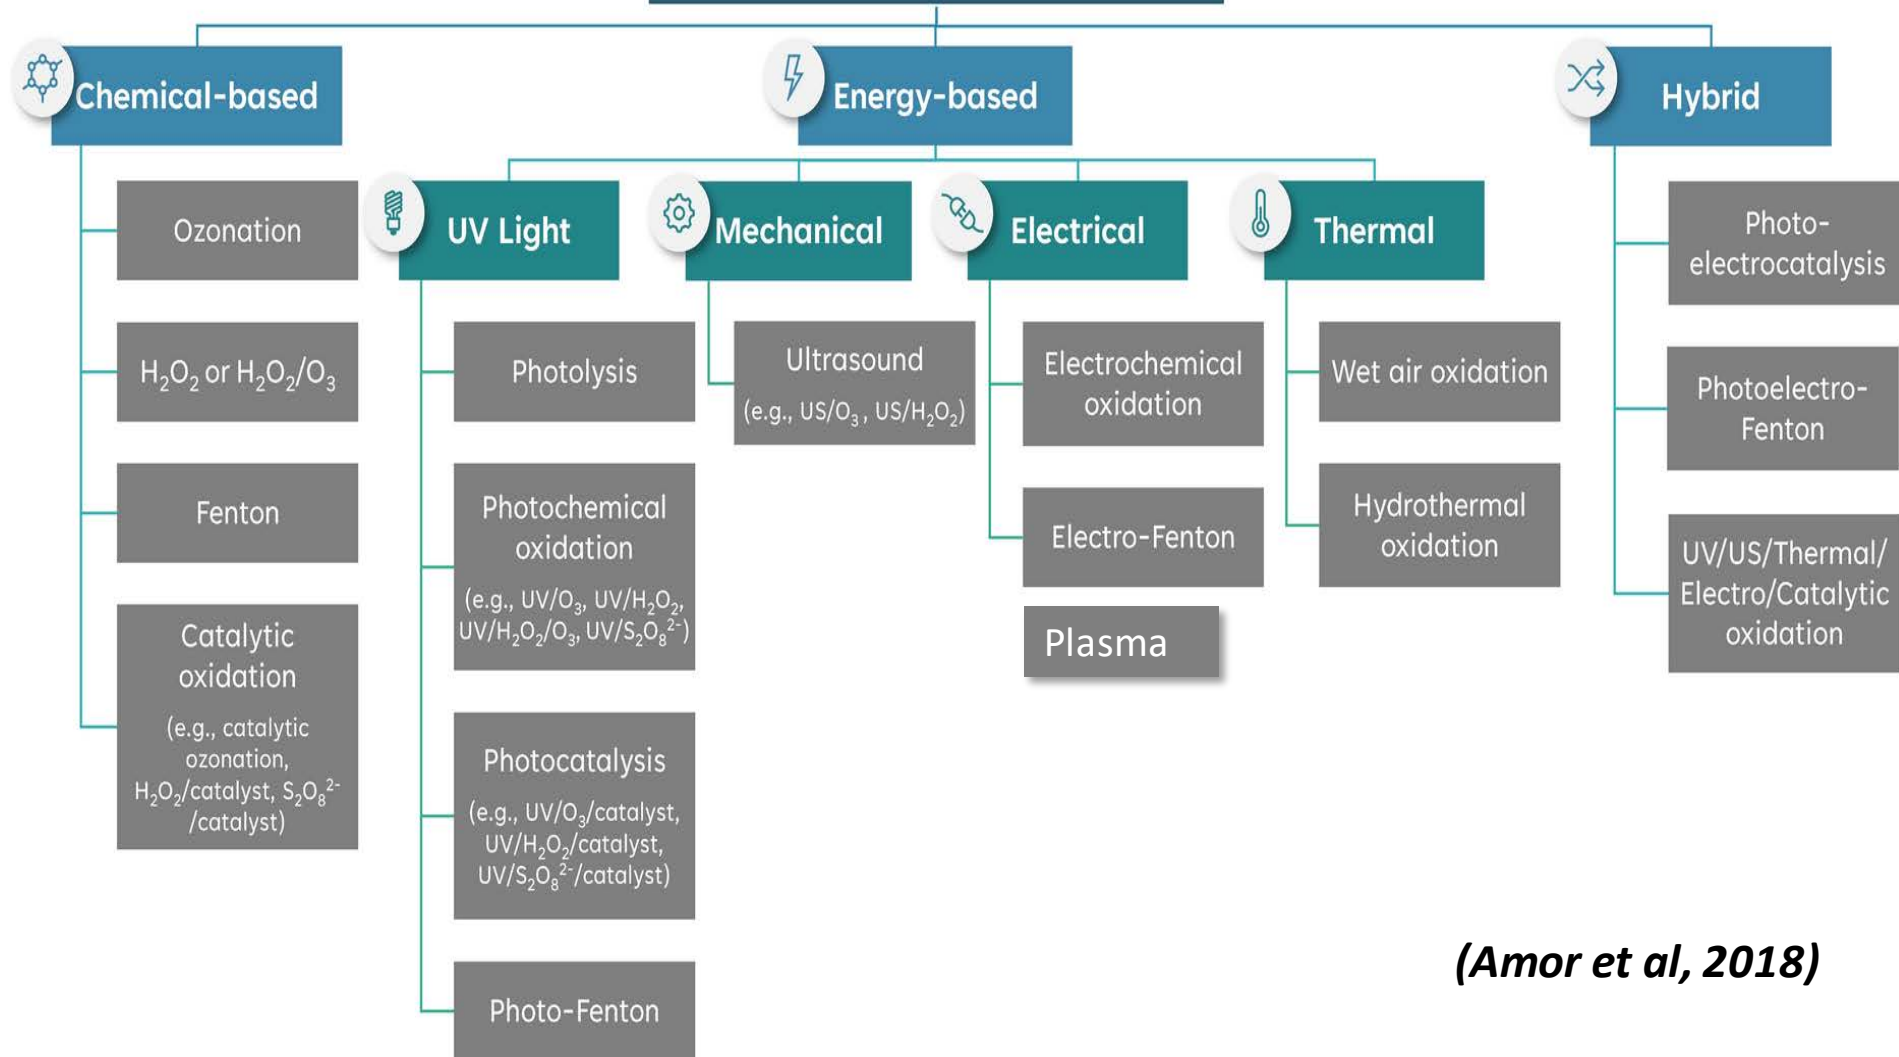 Chemical-based
Energy-based
Hybrid
Ozonation
H₂O₂ or H₂O₂/O₃
Fenton
Catalytic
oxidation
(e.g., catalytic
ozonation,
H₂O₂/catalyst, S₂O₈²⁻
/catalyst)
UV Light
Photolysis
Photochemical
oxidation
(e.g., UV/O₃, UV/H₂O₂,
UV/H₂O₂/O₃, UV/S₂O₈²⁻)
Photocatalysis
(e.g., UV/O₃/catalyst,
UV/H₂O₂/catalyst,
UV/S₂O₈²⁻/catalyst)
Photo-Fenton
Mechanical
Ultrasound
(e.g., US/O₃ , US/H₂O₂)
Electrical
Electrochemical
oxidation
Electro-Fenton
Plasma
Thermal
Wet air oxidation
Hydrothermal
oxidation
Photo-
electrocatalysis
Photoelectro-
Fenton
UV/US/Thermal/
Electro/Catalytic
oxidation
(Amor et al, 2018)